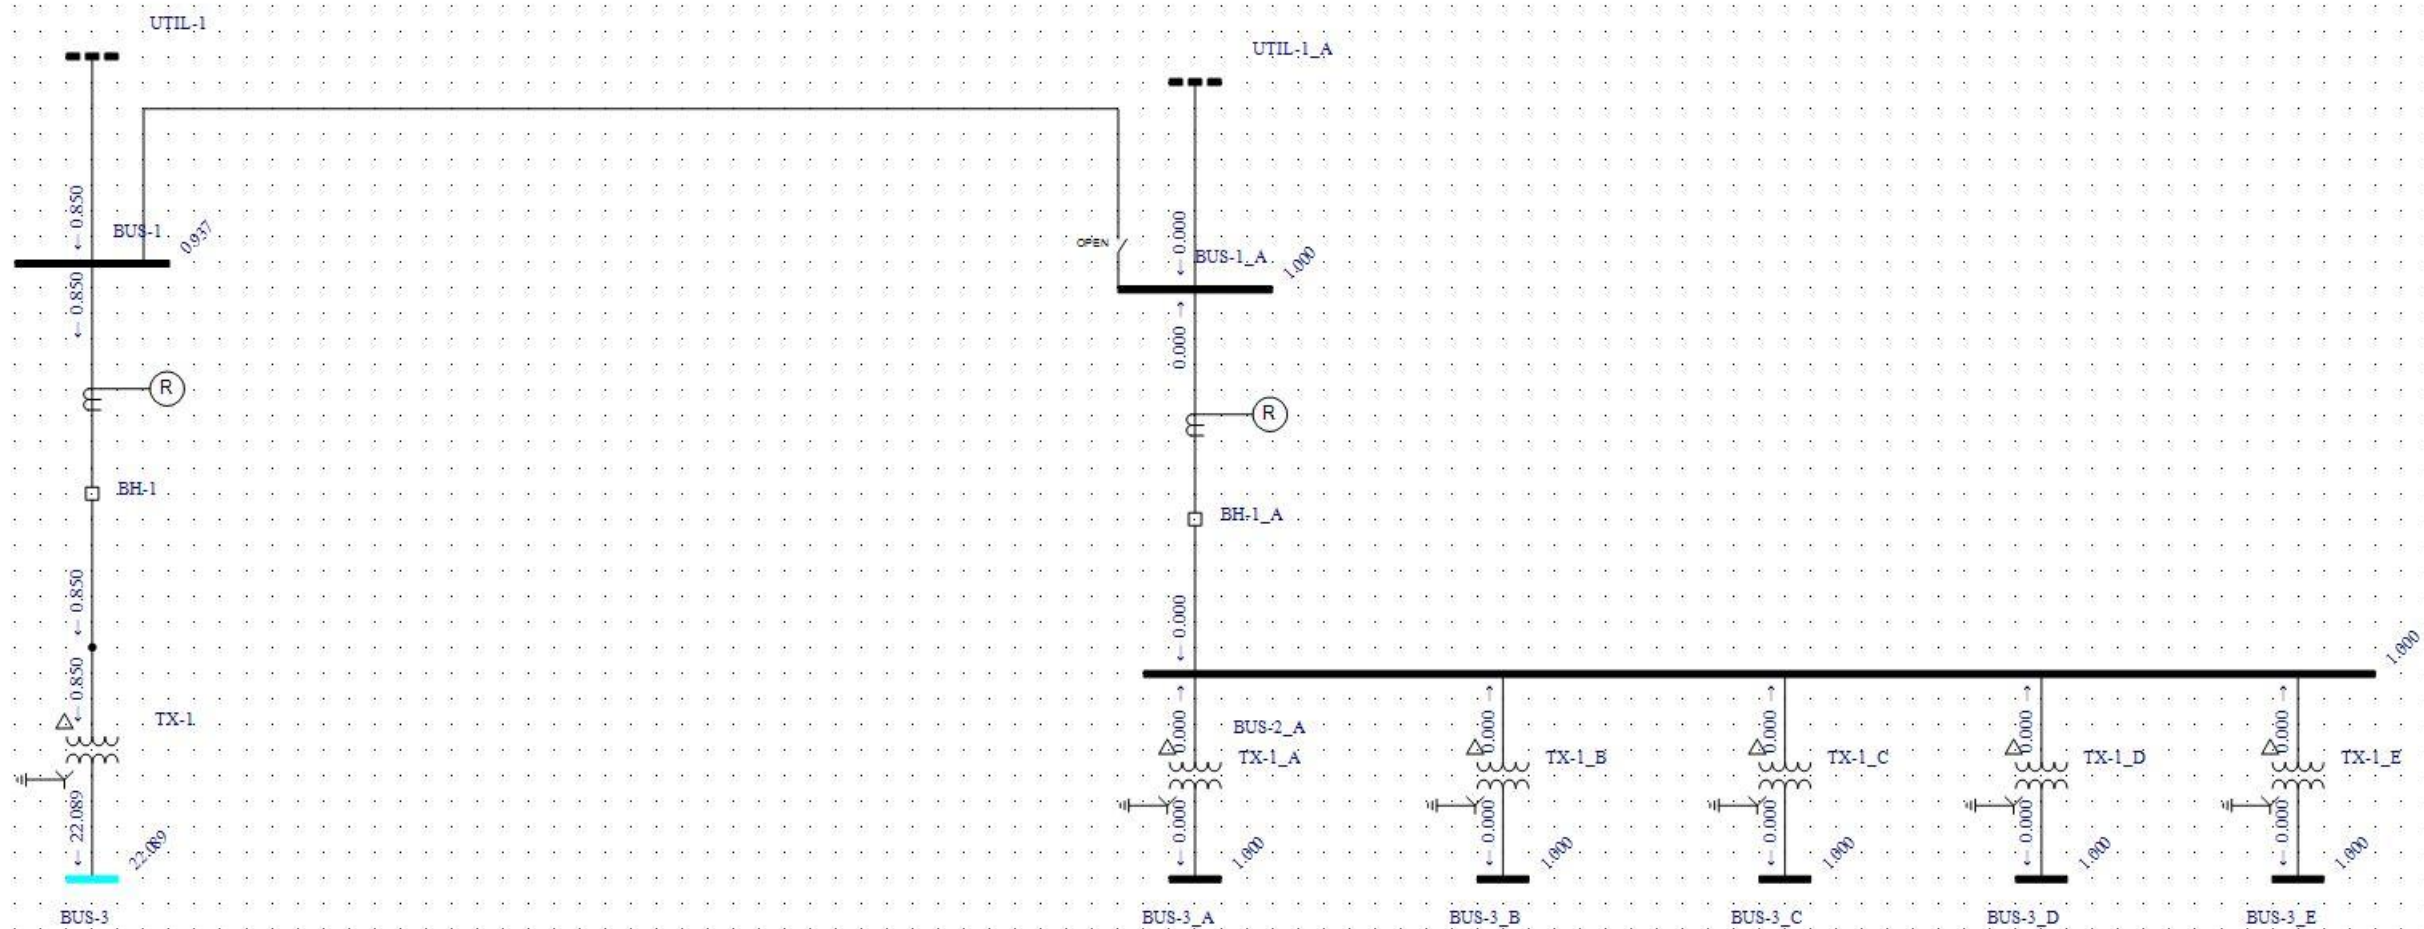 UTIL-1
UTIL-1_A
← 0.850
BUS-1
0.937
← 0.850
OPEN
← 0.000
BUS-1_A
1.000
0.000 →
R
R
BH-1
BH-1_A
← 0.850
← 0.000
1.000
← 0.850
TX-1
0.000 →
BUS-2_A
TX-1_A
0.000 →
TX-1_B
0.000 →
TX-1_C
0.000 →
TX-1_D
0.000 →
TX-1_E
← 22.089
22.089
← 0.000
1.000
← 0.000
1.000
← 0.000
1.000
← 0.000
1.000
← 0.000
1.000
BUS-3
BUS-3_A
BUS-3_B
BUS-3_C
BUS-3_D
BUS-3_E